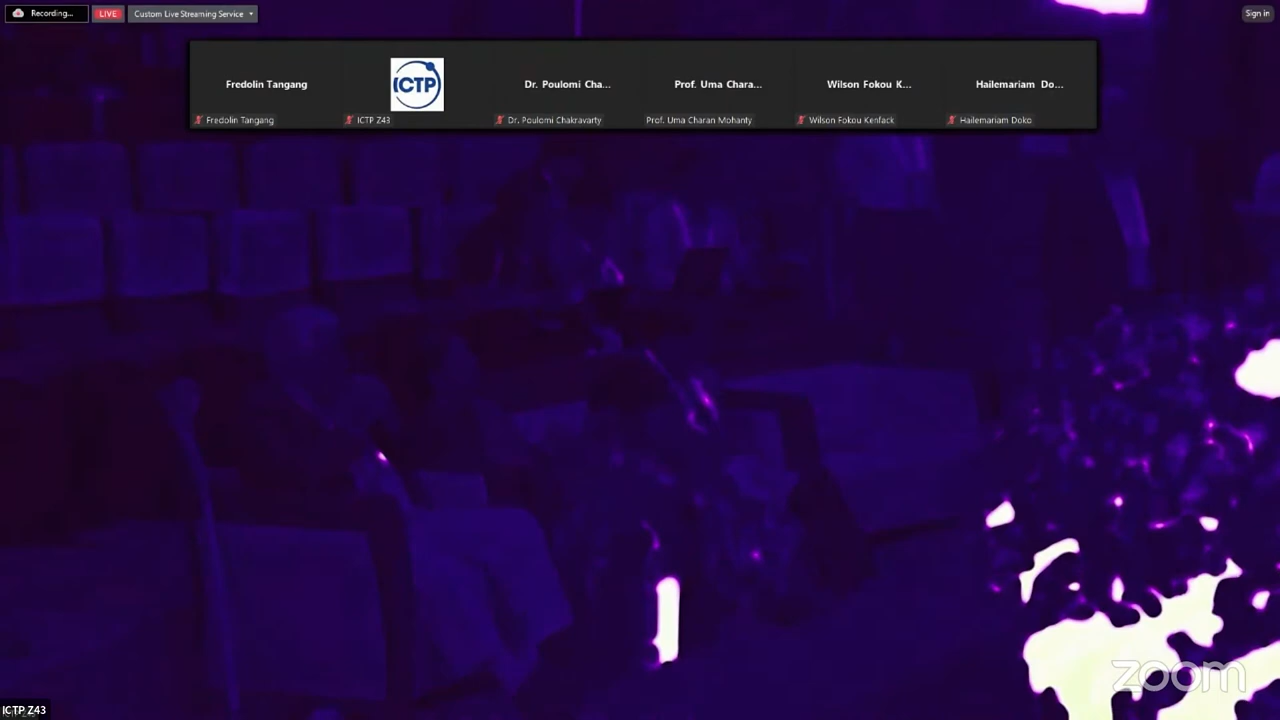 Recording...
LIVE
Custom Live Streaming Service
Sign in
Fredolin Tangang
ICTP
Dr. Poulomi Cha...
Prof. Uma Chara...
Wilson Fokou K...
Hailemariam Do...
Fredolin Tangang
ICTP Z43
Dr. Poulomi Chakravarty
Prof. Uma Charan Mohanty
Wilson Fokou Kenfack
Hailemariam Doko
zoom
ICTP Z43